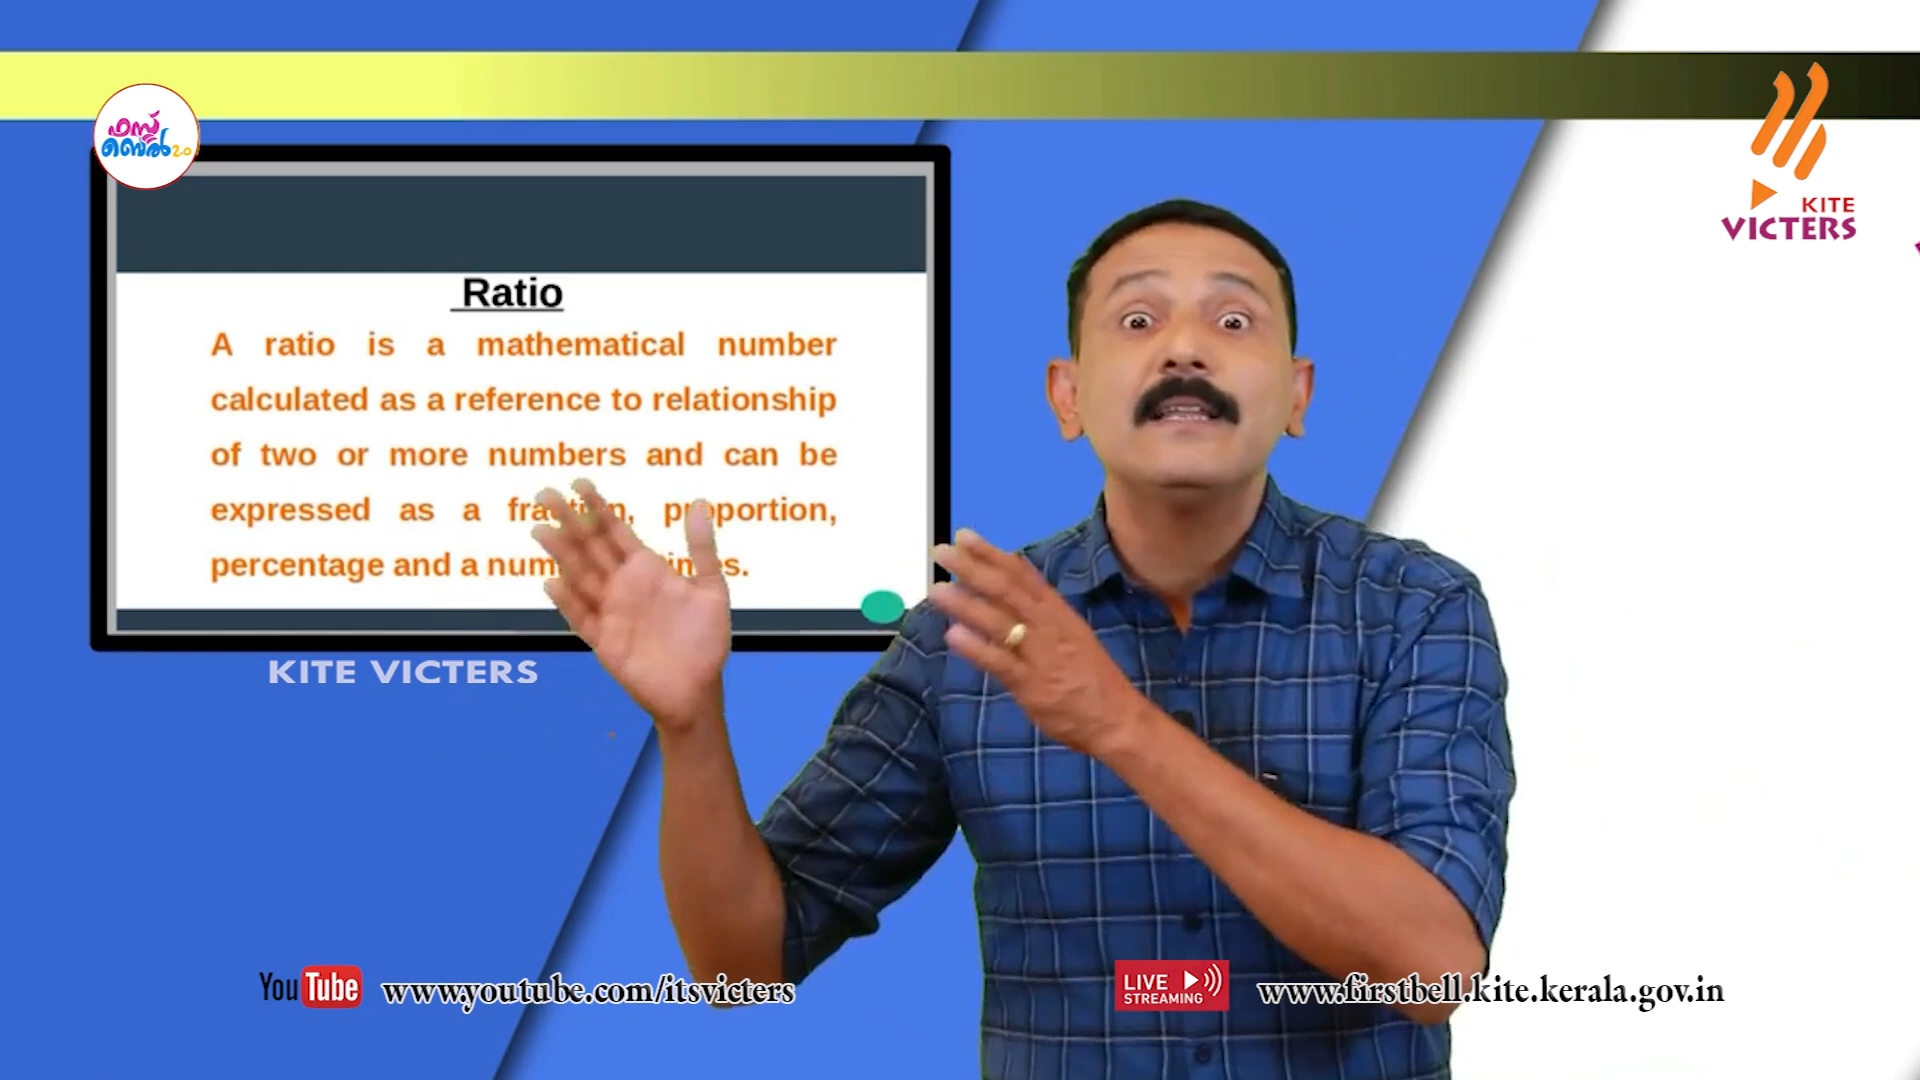 ഫസ്റ്റ്
ബെൽ 2.0
KITE
VICTERS
Ratio
A ratio is a mathematical number
calculated as a reference to relationship
of two or more numbers and can be
expressed as a fraction, proportion,
percentage and a
KITE VICTERS
YouTube www.youtube.com/itsvicters
LIVE
STREAMING
www.firstbell.kite.kerala.gov.in